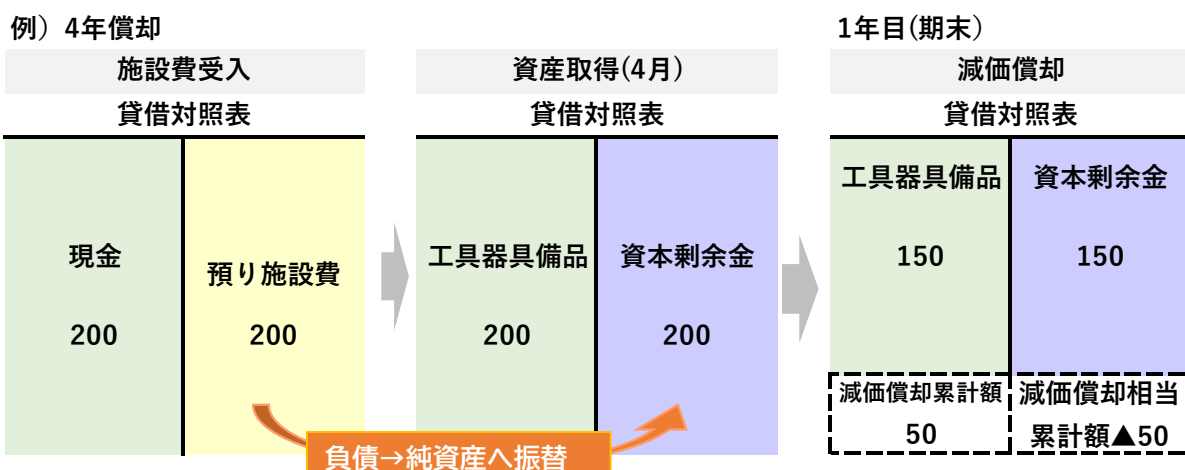 例）4年償却
施設費受入
貸借対照表
現金
200
預り施設費
200
資産取得(4月)
貸借対照表
工具器具備品
200
資本剰余金
200
負債→純資産へ振替
1年目(期末）
減価償却
貸借対照表
工具器具備品
150
資本剰余金
150
減価償却累計額
50
減価償却相当
累計額▲50